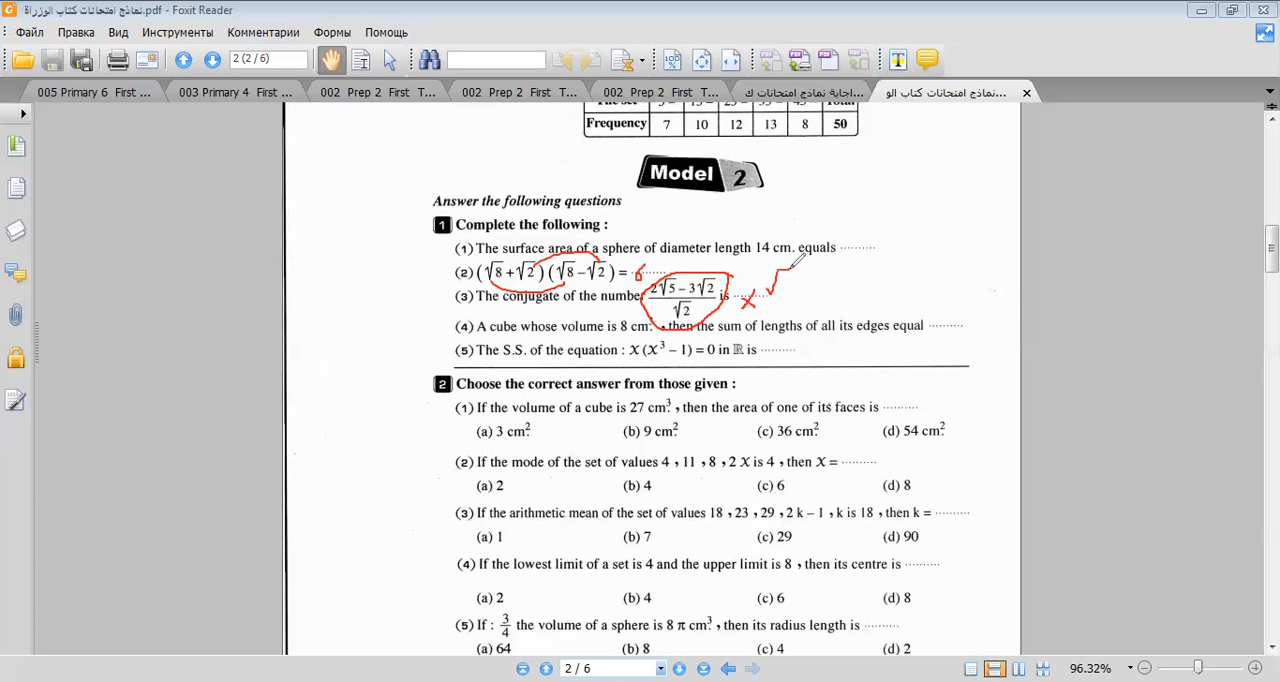 نماذج امتحانات كتاب الوزراة.pdf - Foxit Reader
Файл Правка Вид Инструменты Комментарии Формы Помощь
2 (2 / 6)
005 Primary 6 First ... 003 Primary 4 First ... 002 Prep 2 First T... 002 Prep 2 First T... 002 Prep 2 First T... اجابة نماذج امتحانات ك... نماذج امتحانات كتاب الو...
Frequency 7 10 12 13 8 50
Model 2
Answer the following questions
1 Complete the following :
(1) The surface area of a sphere of diameter length 14 cm. equals ..........
(2) (√8 + √2) (√8 − √2) = 6 ..........
(3) The conjugate of the number (2√5 − 3√2)/√2 is .......... × √
(4) A cube whose volume is 8 cm³ , then the sum of lengths of all its edges equal ..........
(5) The S.S. of the equation : X (X³ − 1) = 0 in ℝ is ..........
2 Choose the correct answer from those given :
(1) If the volume of a cube is 27 cm³. , then the area of one of its faces is ..........
(a) 3 cm². (b) 9 cm². (c) 36 cm². (d) 54 cm².
(2) If the mode of the set of values 4 , 11 , 8 , 2 X is 4 , then X = ..........
(a) 2 (b) 4 (c) 6 (d) 8
(3) If the arithmetic mean of the set of values 18 , 23 , 29 , 2 k − 1 , k is 18 , then k = ..........
(a) 1 (b) 7 (c) 29 (d) 90
(4) If the lowest limit of a set is 4 and the upper limit is 8 , then its centre is ..........
(a) 2 (b) 4 (c) 6 (d) 8
(5) If : 3/4 the volume of a sphere is 8 π cm³. , then its radius length is ..........
(a) 64 (b) 8 (c) 4 (d) 2
2 / 6 96.32%